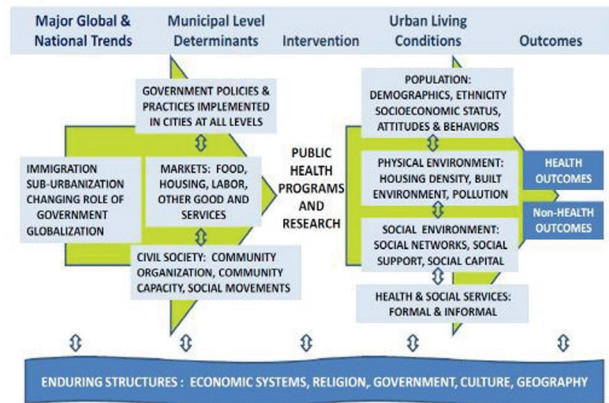 Major Global &
National Trends
Municipal Level
Determinants
Intervention
Urban Living
Conditions
Outcomes
IMMIGRATION
SUB-URBANIZATION
CHANGING ROLE OF
GOVERNMENT
GLOBALIZATION
GOVERNMENT POLICIES &
PRACTICES IMPLEMENTED
IN CITIES AT ALL LEVELS
MARKETS: FOOD,
HOUSING, LABOR,
OTHER GOOD AND
SERVICES
CIVIL SOCIETY: COMMUNITY
ORGANIZATION, COMMUNITY
CAPACITY, SOCIAL MOVEMENTS
PUBLIC
HEALTH
PROGRAMS
AND
RESEARCH
POPULATION:
DEMOGRAPHICS, ETHNICITY
SOCIOECONOMIC STATUS,
ATTITUDES & BEHAVIORS
PHYSICAL ENVIRONMENT:
HOUSING DENSITY, BUILT
ENVIRONMENT, POLLUTION
SOCIAL ENVIRONMENT:
SOCIAL NETWORKS, SOCIAL
SUPPORT, SOCIAL CAPITAL
HEALTH & SOCIAL SERVICES:
FORMAL & INFORMAL
HEALTH
OUTCOMES
Non-HEALTH
OUTCOMES
ENDURING STRUCTURES : ECONOMIC SYSTEMS, RELIGION, GOVERNMENT, CULTURE, GEOGRAPHY